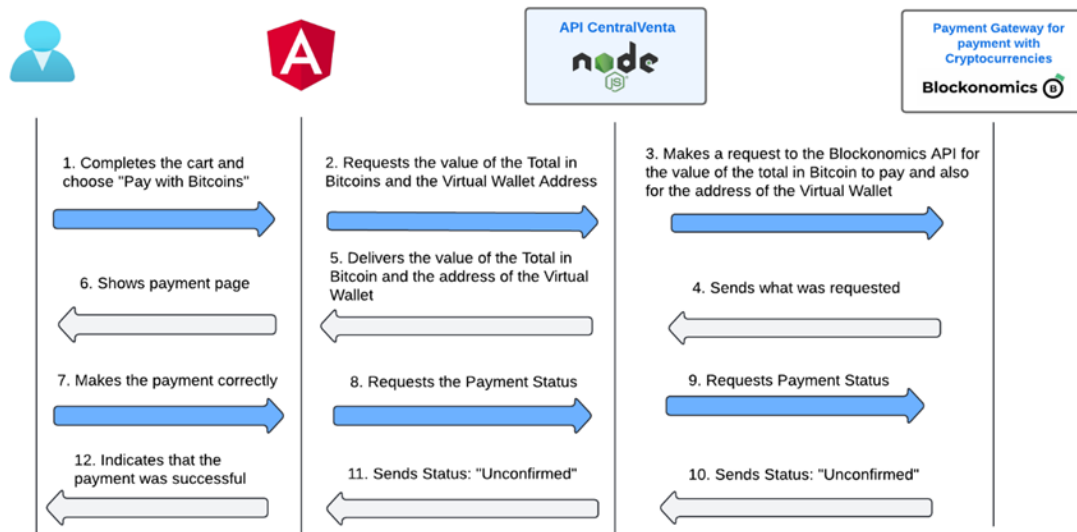 API CentralVenta
node
JS
Payment Gateway for
payment with
Cryptocurrencies
Blockonomics
B
A
1. Completes the cart and
choose "Pay with Bitcoins"
2. Requests the value of the Total in
Bitcoins and the Virtual Wallet Address
3. Makes a request to the Blockonomics API for
the value of the total in Bitcoin to pay and also
for the address of the Virtual Wallet
6. Shows payment page
5. Delivers the value of the Total in
Bitcoin and the address of the Virtual
Wallet
4. Sends what was requested
7. Makes the payment correctly
8. Requests the Payment Status
9. Requests Payment Status
12. Indicates that the
payment was successful
11. Sends Status: "Unconfirmed"
10. Sends Status: "Unconfirmed"